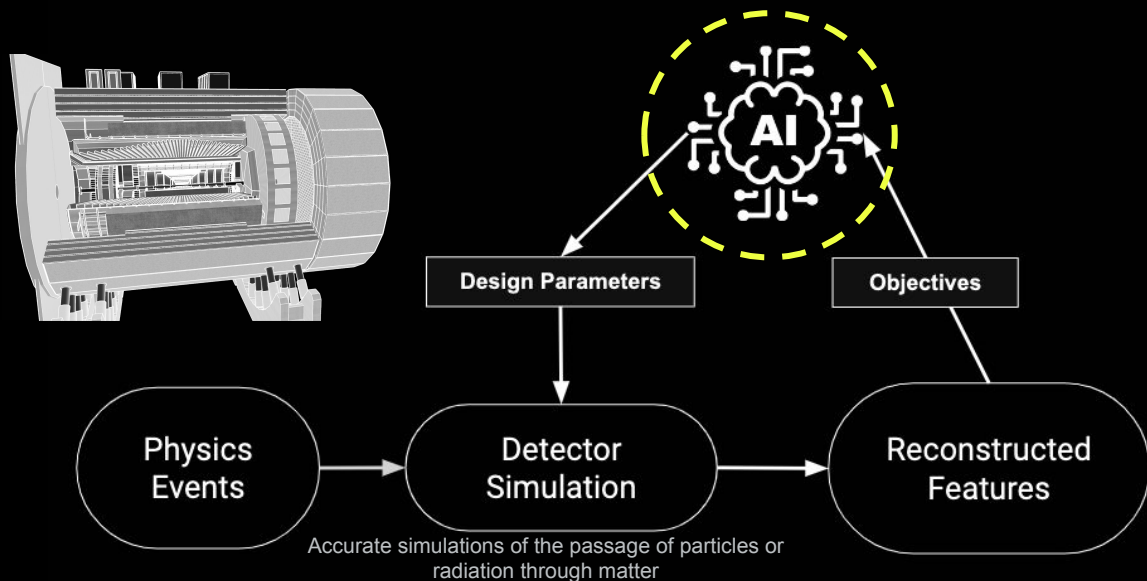 AI
Design Parameters
Objectives
Physics
Events
Detector
Simulation
Reconstructed
Features
Accurate simulations of the passage of particles or
radiation through matter